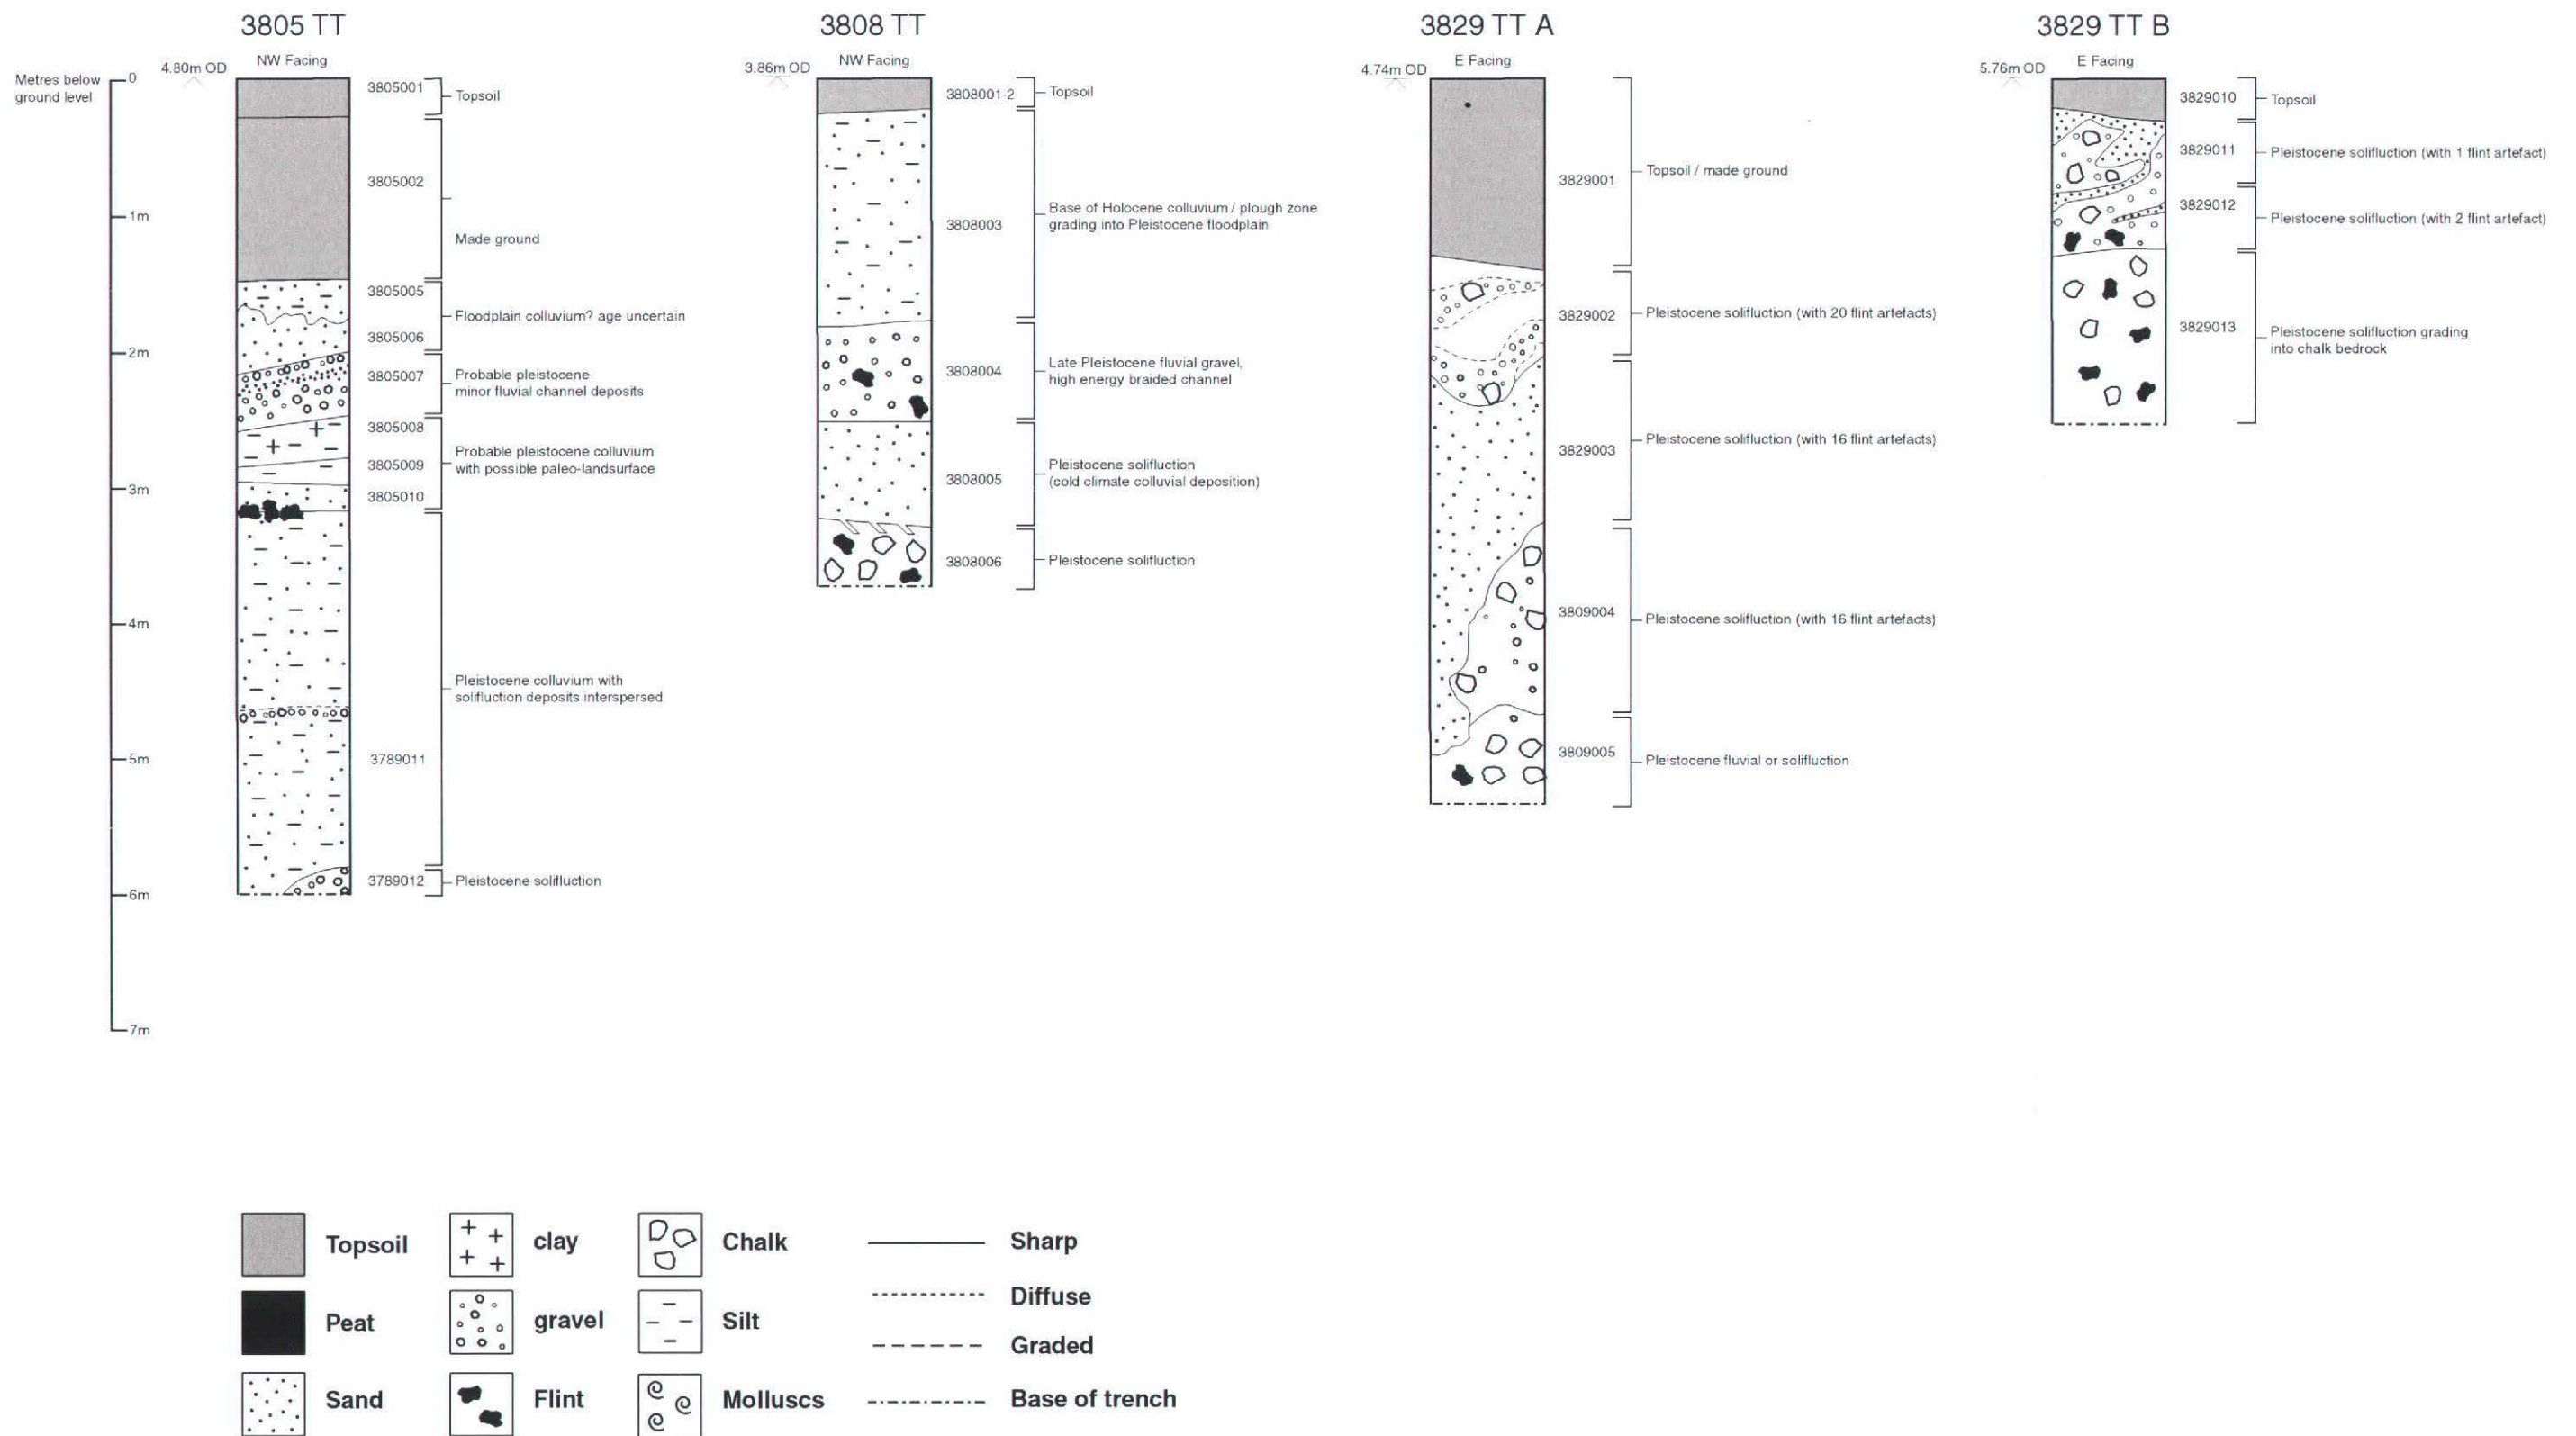 3805 TT
NW Facing
4.80m OD
Metres below
ground level
0
1m
2m
3m
4m
5m
6m
7m
3805001
Topsoil
3805002
Made ground
3805005
Floodplain colluvium? age uncertain
3805006
3805007
Probable pleistocene
minor fluvial channel deposits
3805008
Probable pleistocene colluvium
with possible paleo-landsurface
3805009
3805010
Pleistocene colluvium with
solifluction deposits interspersed
3789011
3789012
Pleistocene solifluction
3808 TT
NW Facing
3.86m OD
3808001-2
Topsoil
3808003
Base of Holocene colluvium / plough zone
grading into Pleistocene floodplain
3808004
Late Pleistocene fluvial gravel,
high energy braided channel
3808005
Pleistocene solifluction
(cold climate colluvial deposition)
3808006
Pleistocene solifluction
3829 TT A
E Facing
4.74m OD
3829001
Topsoil / made ground
3829002
Pleistocene solifluction (with 20 flint artefacts)
3829003
Pleistocene solifluction (with 16 flint artefacts)
3809004
Pleistocene solifluction (with 16 flint artefacts)
3809005
Pleistocene fluvial or solifluction
3829 TT B
E Facing
5.76m OD
3829010
Topsoil
3829011
Pleistocene solifluction (with 1 flint artefact)
3829012
Pleistocene solifluction (with 2 flint artefact)
3829013
Pleistocene solifluction grading
into chalk bedrock
Topsoil
clay
Chalk
Sharp
Peat
gravel
Silt
Diffuse
Graded
Sand
Flint
Molluscs
Base of trench